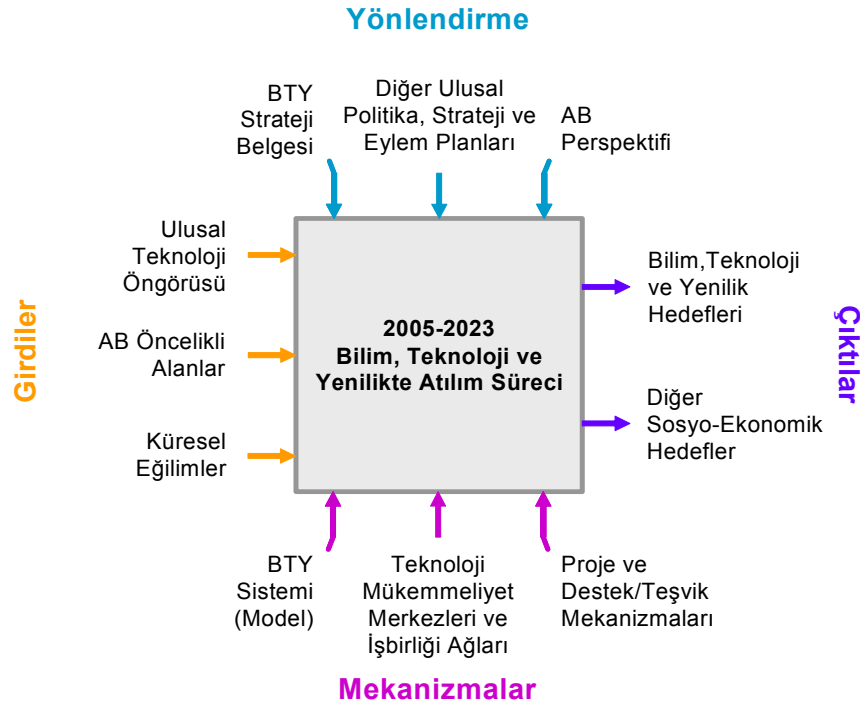 Yönlendirme
BTY
Strateji
Belgesi
Diğer Ulusal
Politika, Strateji ve
Eylem Planları
AB
Perspektifi
Girdiler
Ulusal
Teknoloji
Öngörüsü
AB Öncelikli
Alanlar
Küresel
Eğilimler
2005-2023
Bilim, Teknoloji ve
Yenilikte Atılım Süreci
Bilim,Teknoloji
ve Yenilik
Hedefleri
Diğer
Sosyo-Ekonomik
Hedefler
Çıktılar
BTY
Sistemi
(Model)
Teknoloji
Mükemmeliyet
Merkezleri ve
İşbirliği Ağları
Proje ve
Destek/Teşvik
Mekanizmaları
Mekanizmalar